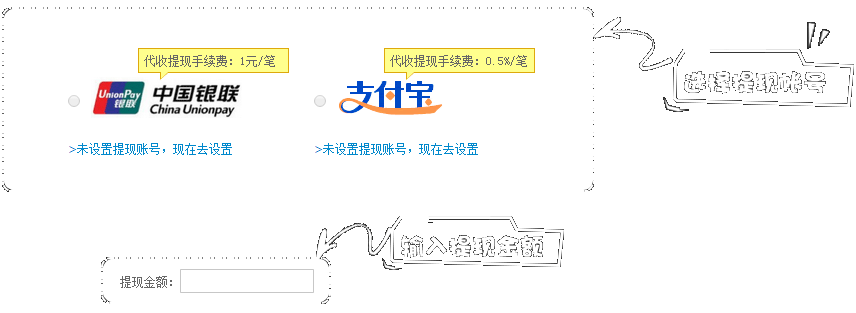 代收提现手续费：1元/笔
代收提现手续费：0.5%/笔
选择提现帐号
UnionPay
银联
中国银联
China Unionpay
支付宝
>未设置提现账号，现在去设置
>未设置提现账号，现在去设置
输入提现金额
提现金额：